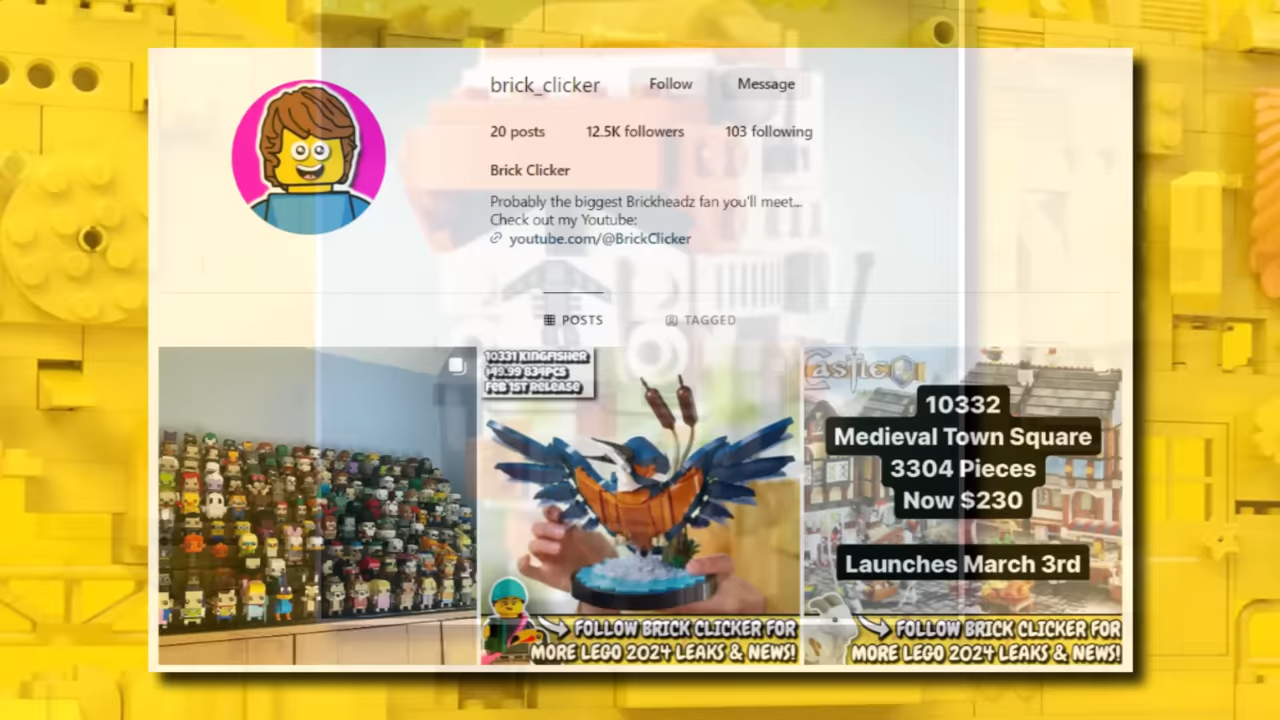 brick_clicker Follow Message
20 posts 12.5K followers 103 following
Brick Clicker
Probably the biggest Brickheadz fan you'll meet...
Check out my Youtube:
youtube.com/@BrickClicker
POSTS TAGGED
10331 KINGFISHER
$49.99 834PCS
FEB 1ST RELEASE
FOLLOW BRICK CLICKER FOR
MORE LEGO 2024 LEAKS & NEWS!
Castle
10332
Medieval Town Square
3304 Pieces
Now $230
Launches March 3rd
FOLLOW BRICK CLICKER FOR
MORE LEGO 2024 LEAKS & NEWS!